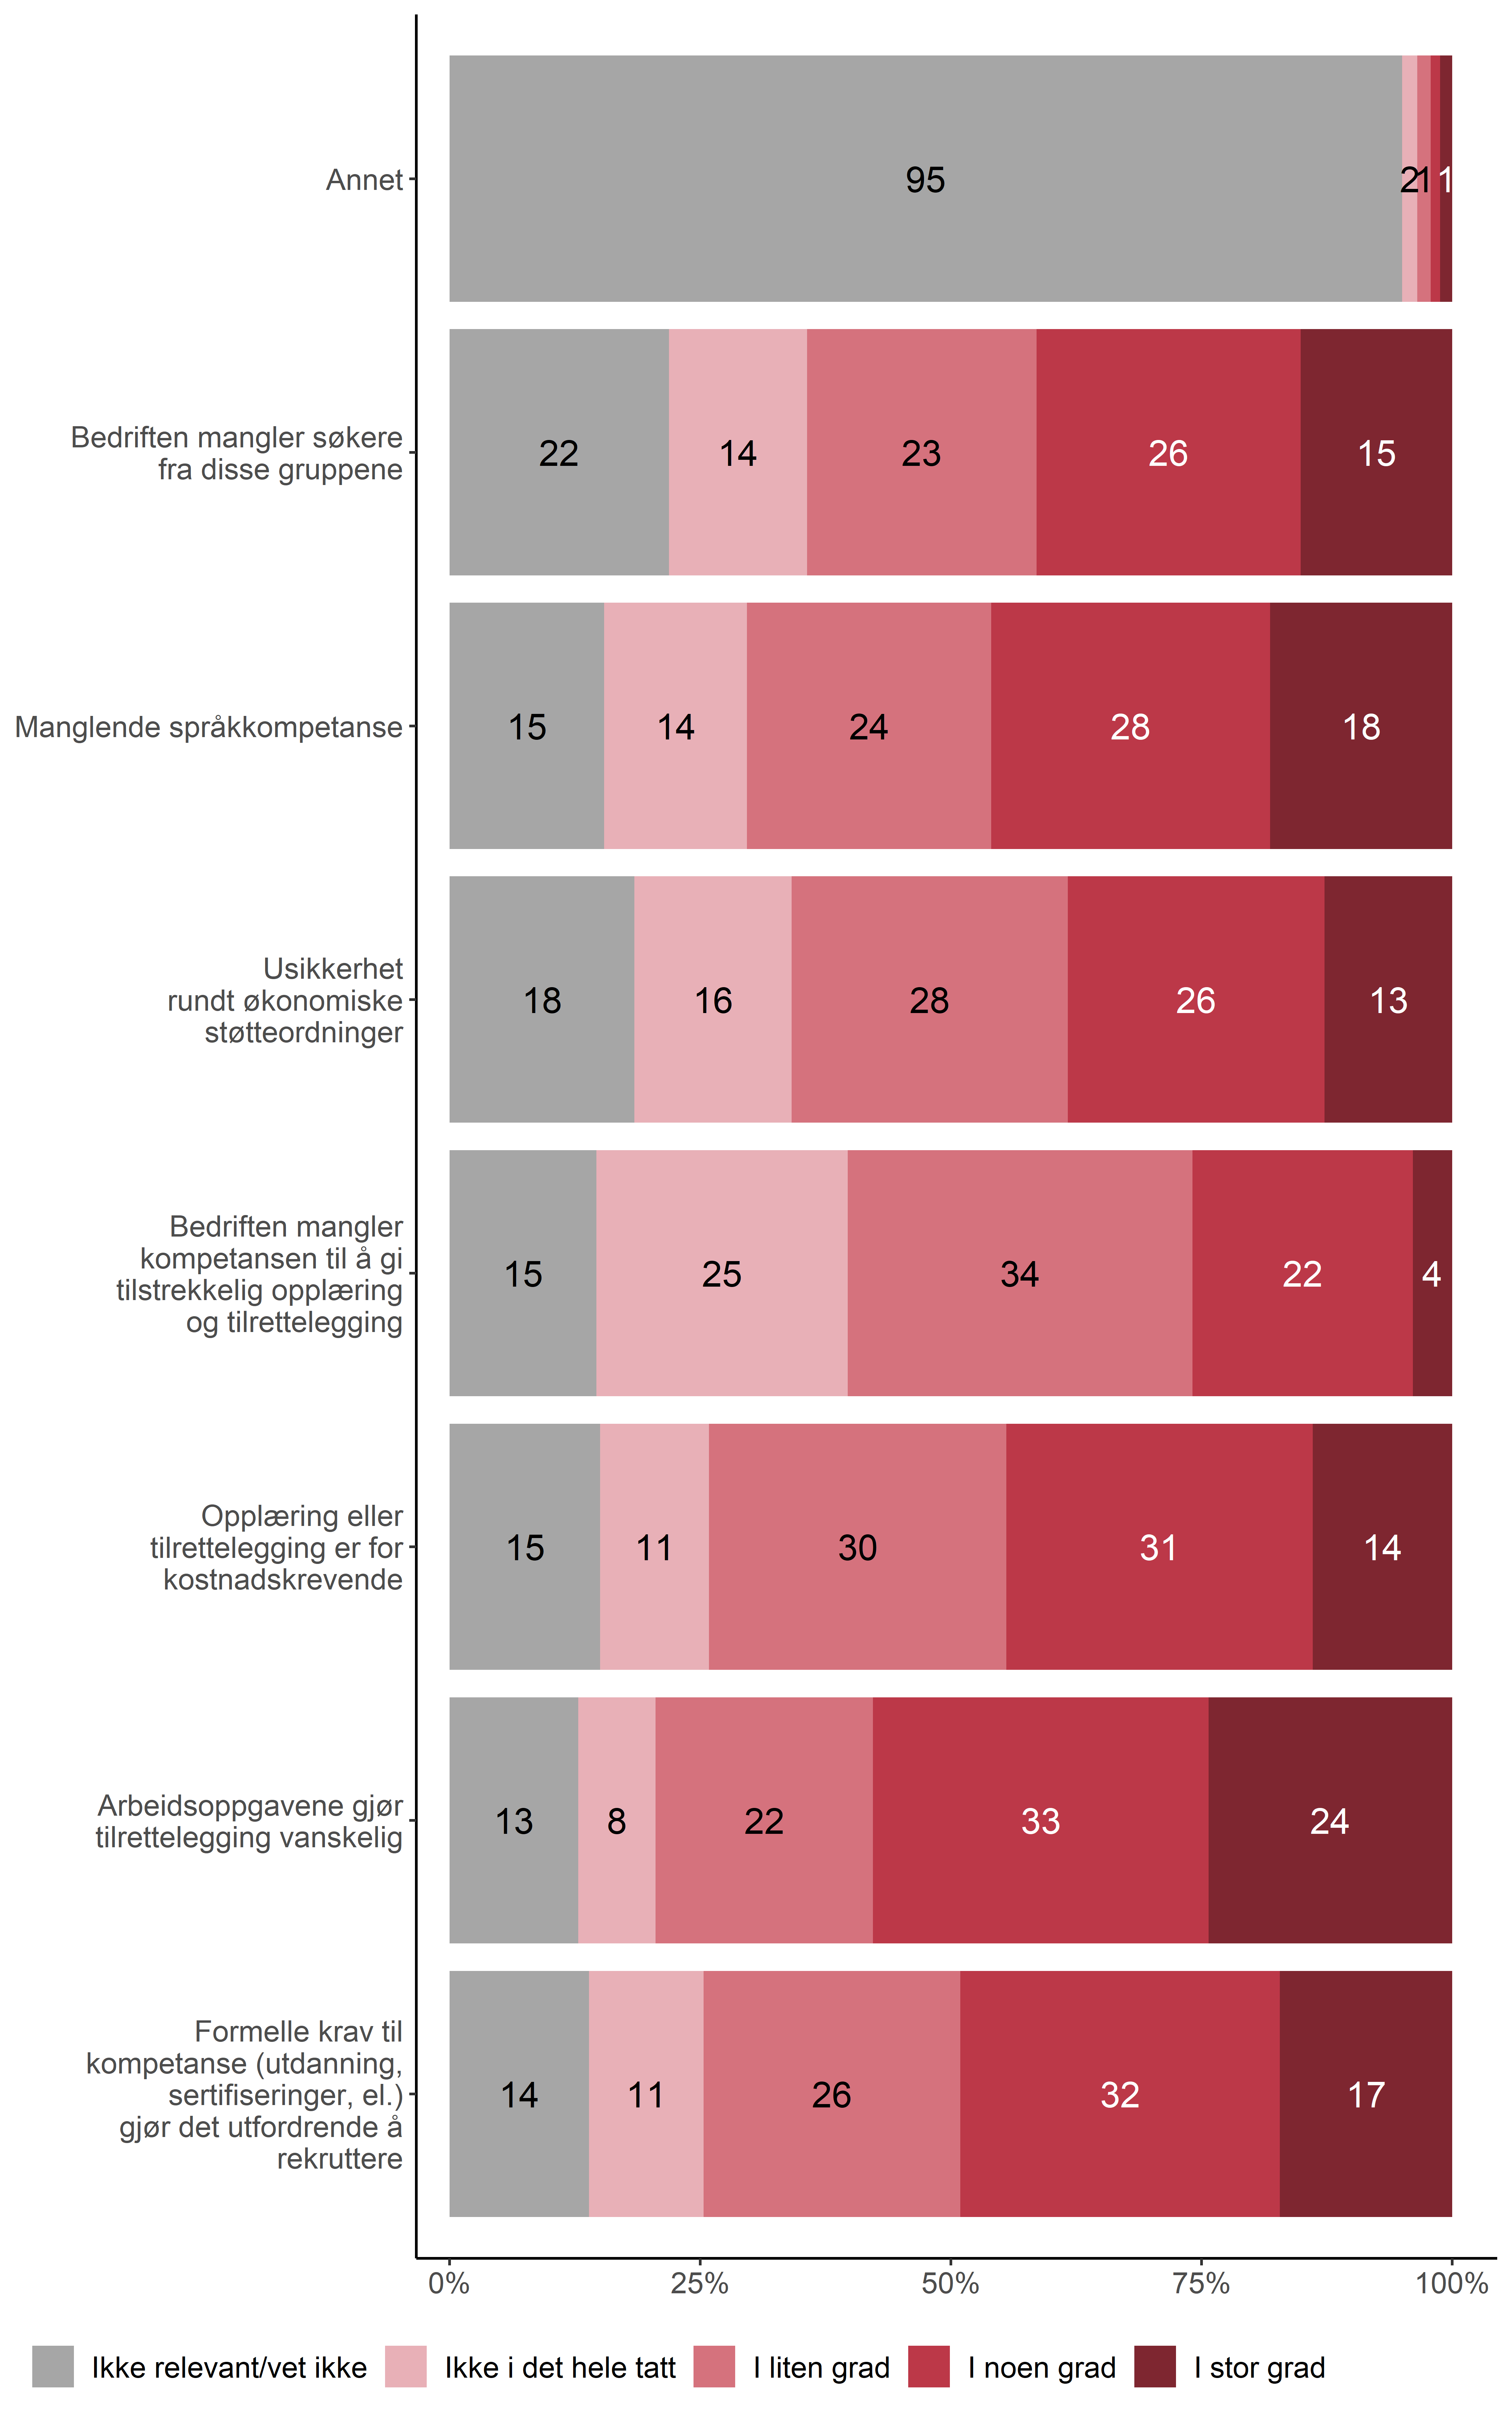 Annet
95
2
1
1
Bedriften mangler søkere
fra disse gruppene
22
14
23
26
15
Manglende språkkompetanse
15
14
24
28
18
Usikkerhet
rundt økonomiske
støtteordninger
18
16
28
26
13
Bedriften mangler
kompetansen til å gi
tilstrekkelig opplæring
og tilrettelegging
15
25
34
22
4
Opplæring eller
tilrettelegging er for
kostnadskrevende
15
11
30
31
14
Arbeidsoppgavene gjør
tilrettelegging vanskelig
13
8
22
33
24
Formelle krav til
kompetanse (utdanning,
sertifiseringer, el.)
gjør det utfordrende å
rekruttere
14
11
26
32
17
0% 25% 50% 75% 100%
Ikke relevant/vet ikke Ikke i det hele tatt I liten grad I noen grad I stor grad